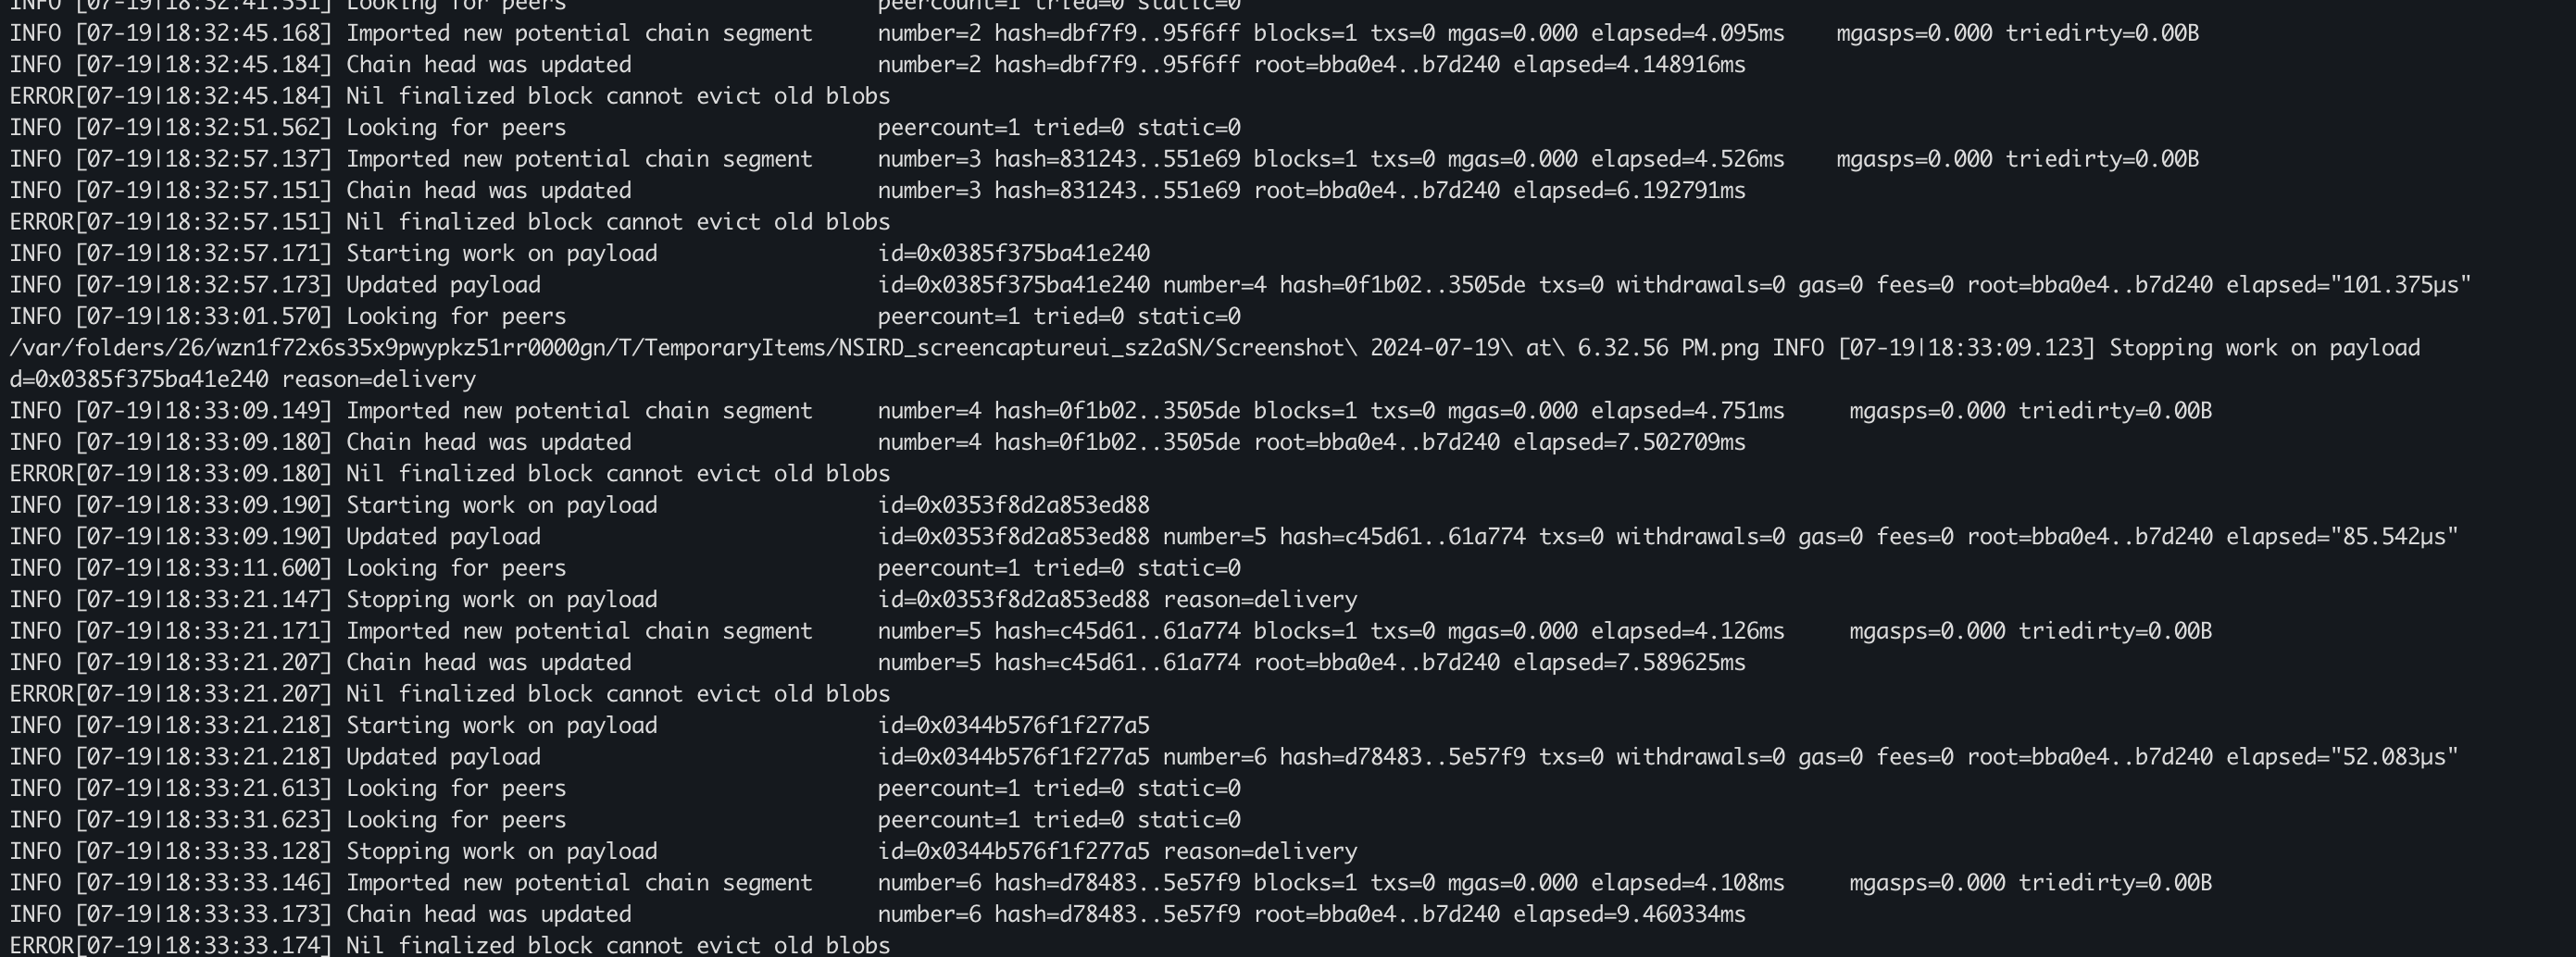 INFO [07-19|18:32:41.551] Looking for peers                        peercount=1 tried=0 static=0
INFO [07-19|18:32:45.168] Imported new potential chain segment     number=2 hash=dbf7f9..95f6ff blocks=1 txs=0 mgas=0.000 elapsed=4.095ms    mgasps=0.000 triedirty=0.00B
INFO [07-19|18:32:45.184] Chain head was updated                   number=2 hash=dbf7f9..95f6ff root=bba0e4..b7d240 elapsed=4.148916ms
ERROR[07-19|18:32:45.184] Nil finalized block cannot evict old blobs
INFO [07-19|18:32:51.562] Looking for peers                        peercount=1 tried=0 static=0
INFO [07-19|18:32:57.137] Imported new potential chain segment     number=3 hash=831243..551e69 blocks=1 txs=0 mgas=0.000 elapsed=4.526ms    mgasps=0.000 triedirty=0.00B
INFO [07-19|18:32:57.151] Chain head was updated                   number=3 hash=831243..551e69 root=bba0e4..b7d240 elapsed=6.192791ms
ERROR[07-19|18:32:57.151] Nil finalized block cannot evict old blobs
INFO [07-19|18:32:57.171] Starting work on payload                 id=0x0385f375ba41e240
INFO [07-19|18:32:57.173] Updated payload                          id=0x0385f375ba41e240 number=4 hash=0f1b02..3505de txs=0 withdrawals=0 gas=0 fees=0 root=bba0e4..b7d240 elapsed="101.375µs"
INFO [07-19|18:33:01.570] Looking for peers                        peercount=1 tried=0 static=0
/var/folders/26/wzn1f72x6s35x9pwypkz51rr0000gn/T/TemporaryItems/NSIRD_screencaptureui_sz2aSN/Screenshot\ 2024-07-19\ at\ 6.32.56 PM.png INFO [07-19|18:33:09.123] Stopping work on payload
d=0x0385f375ba41e240 reason=delivery
INFO [07-19|18:33:09.149] Imported new potential chain segment     number=4 hash=0f1b02..3505de blocks=1 txs=0 mgas=0.000 elapsed=4.751ms     mgasps=0.000 triedirty=0.00B
INFO [07-19|18:33:09.180] Chain head was updated                   number=4 hash=0f1b02..3505de root=bba0e4..b7d240 elapsed=7.502709ms
ERROR[07-19|18:33:09.180] Nil finalized block cannot evict old blobs
INFO [07-19|18:33:09.190] Starting work on payload                 id=0x0353f8d2a853ed88
INFO [07-19|18:33:09.190] Updated payload                          id=0x0353f8d2a853ed88 number=5 hash=c45d61..61a774 txs=0 withdrawals=0 gas=0 fees=0 root=bba0e4..b7d240 elapsed="85.542µs"
INFO [07-19|18:33:11.600] Looking for peers                        peercount=1 tried=0 static=0
INFO [07-19|18:33:21.147] Stopping work on payload                 id=0x0353f8d2a853ed88 reason=delivery
INFO [07-19|18:33:21.171] Imported new potential chain segment     number=5 hash=c45d61..61a774 blocks=1 txs=0 mgas=0.000 elapsed=4.126ms     mgasps=0.000 triedirty=0.00B
INFO [07-19|18:33:21.207] Chain head was updated                   number=5 hash=c45d61..61a774 root=bba0e4..b7d240 elapsed=7.589625ms
ERROR[07-19|18:33:21.207] Nil finalized block cannot evict old blobs
INFO [07-19|18:33:21.218] Starting work on payload                 id=0x0344b576f1f277a5
INFO [07-19|18:33:21.218] Updated payload                          id=0x0344b576f1f277a5 number=6 hash=d78483..5e57f9 txs=0 withdrawals=0 gas=0 fees=0 root=bba0e4..b7d240 elapsed="52.083µs"
INFO [07-19|18:33:21.613] Looking for peers                        peercount=1 tried=0 static=0
INFO [07-19|18:33:31.623] Looking for peers                        peercount=1 tried=0 static=0
INFO [07-19|18:33:33.128] Stopping work on payload                 id=0x0344b576f1f277a5 reason=delivery
INFO [07-19|18:33:33.146] Imported new potential chain segment     number=6 hash=d78483..5e57f9 blocks=1 txs=0 mgas=0.000 elapsed=4.108ms     mgasps=0.000 triedirty=0.00B
INFO [07-19|18:33:33.173] Chain head was updated                   number=6 hash=d78483..5e57f9 root=bba0e4..b7d240 elapsed=9.460334ms
ERROR[07-19|18:33:33.174] Nil finalized block cannot evict old blobs